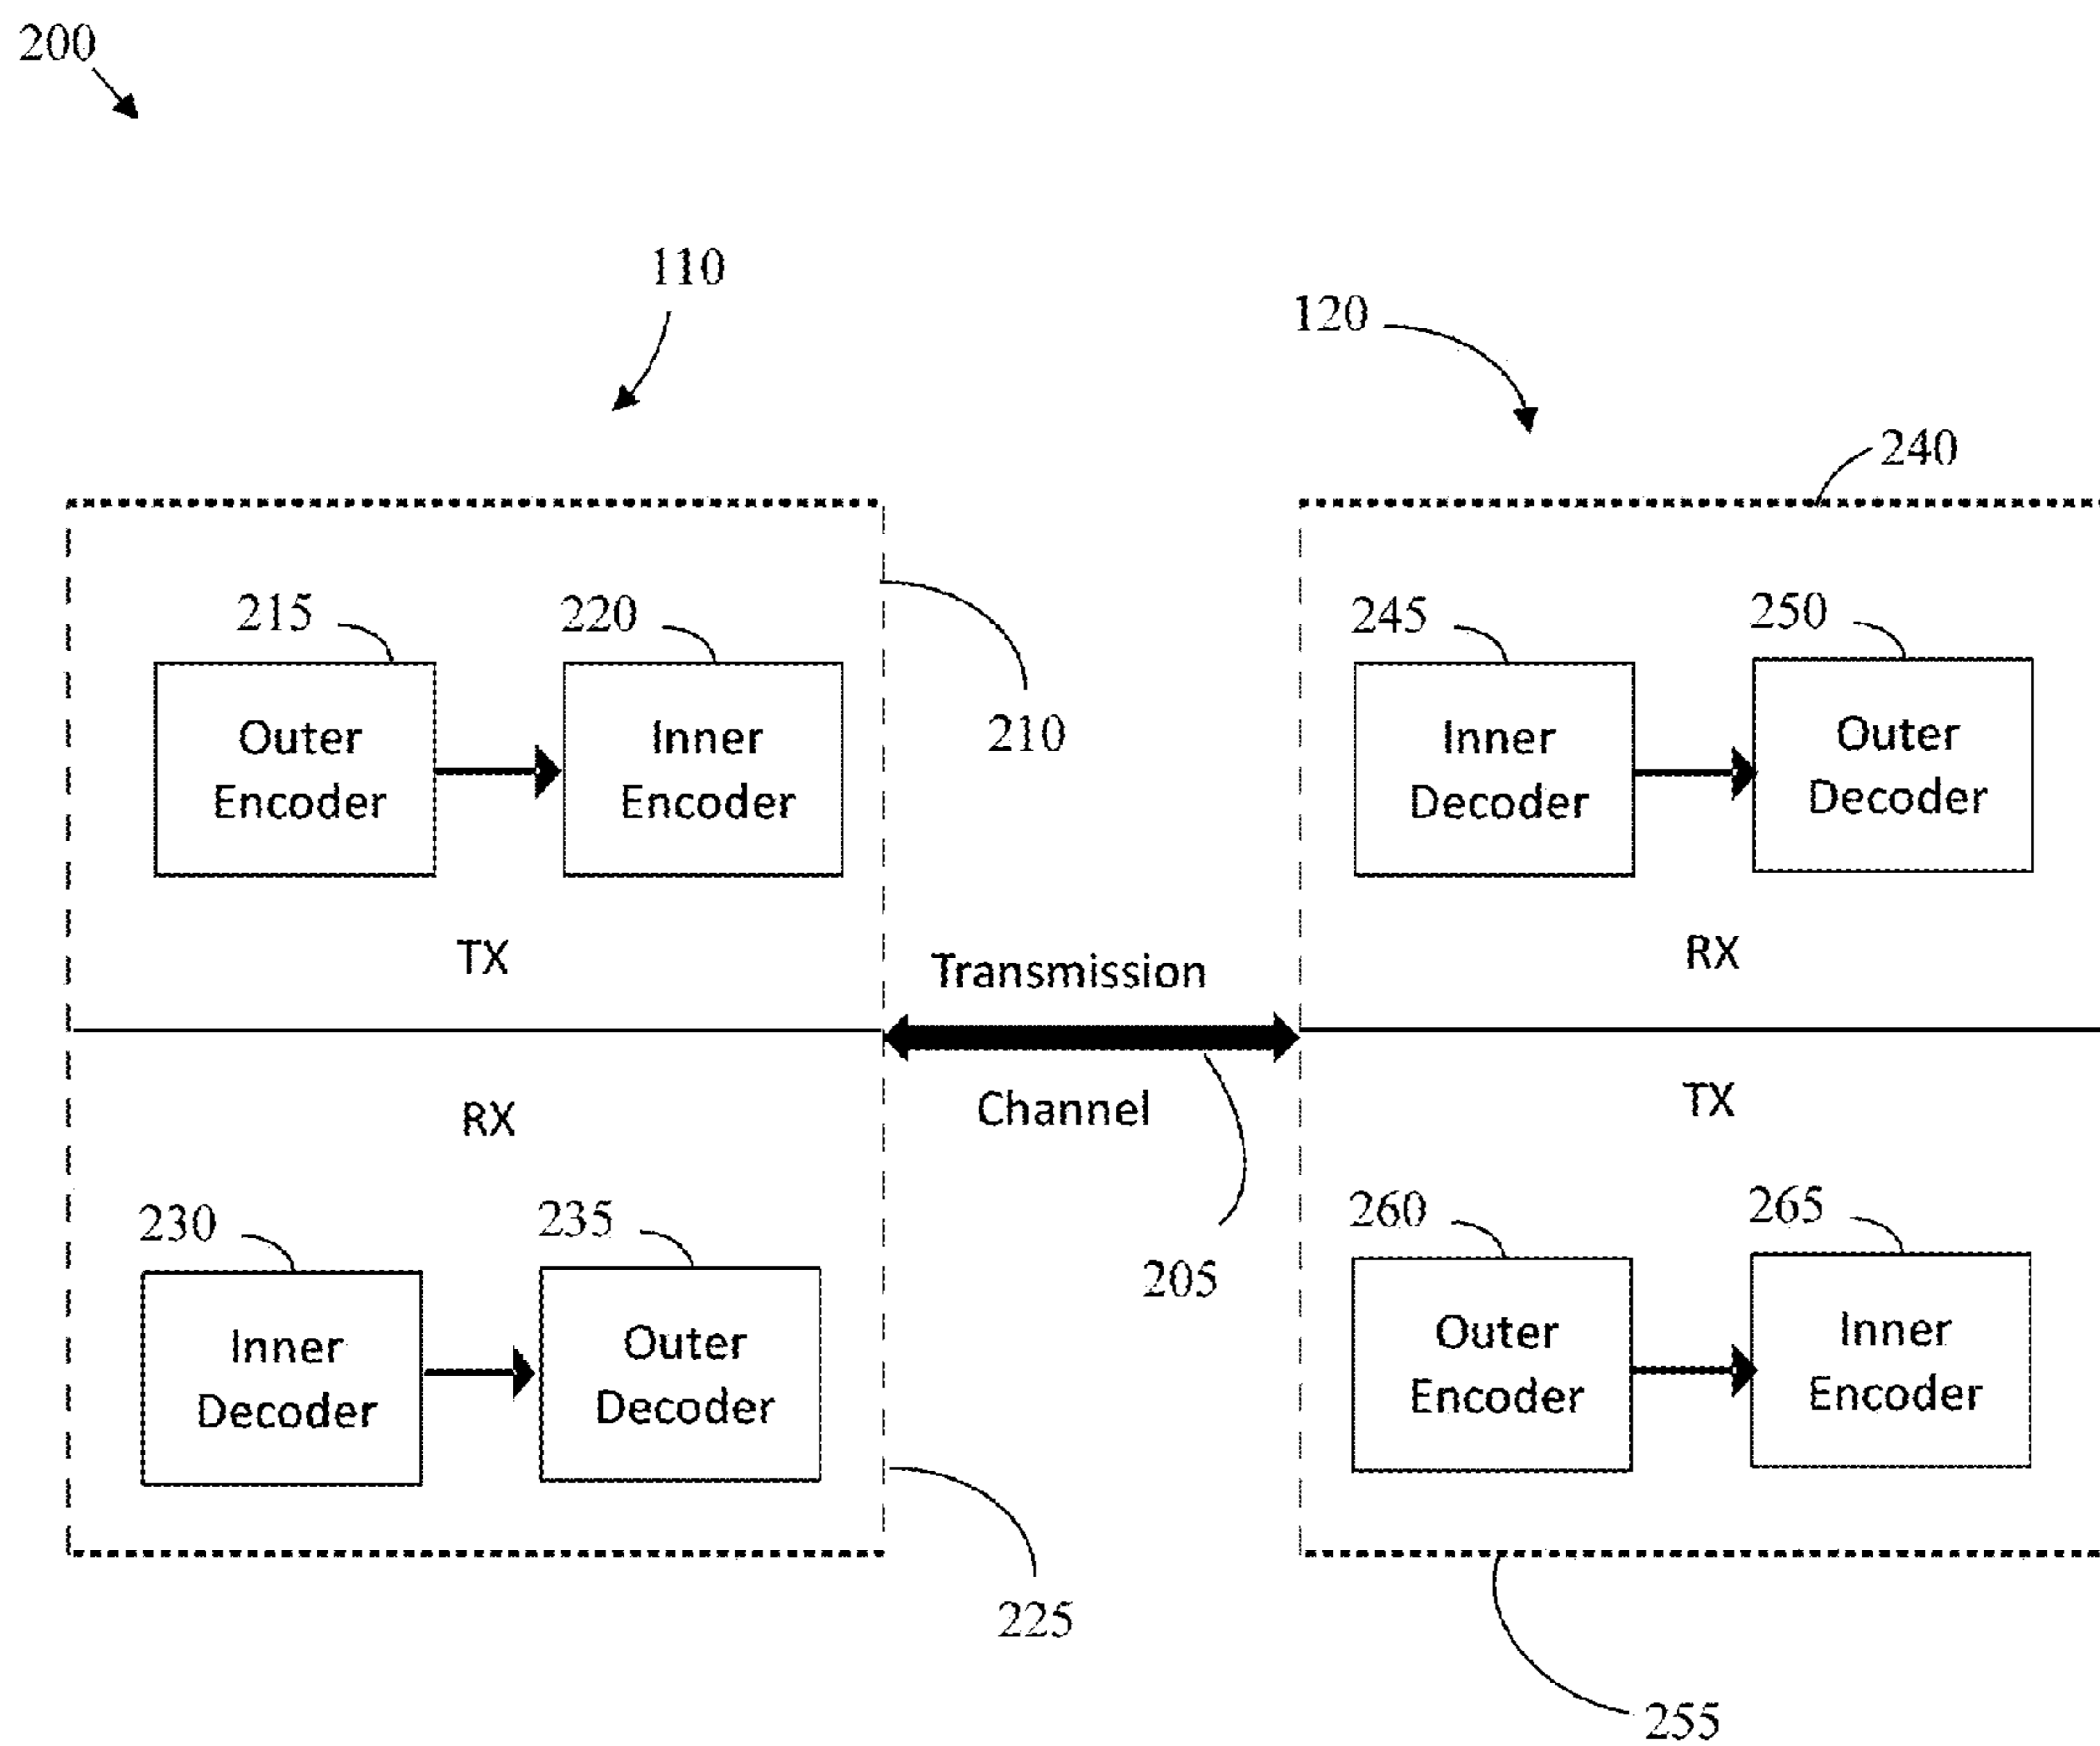 200
110
120
240
215
220
245
250
Outer
Encoder
Inner
Encoder
210
Inner
Decoder
Outer
Decoder
TX
Transmission
RX
RX
Channel
TX
230
235
205
260
265
Inner
Decoder
Outer
Decoder
Outer
Encoder
Inner
Encoder
225
255